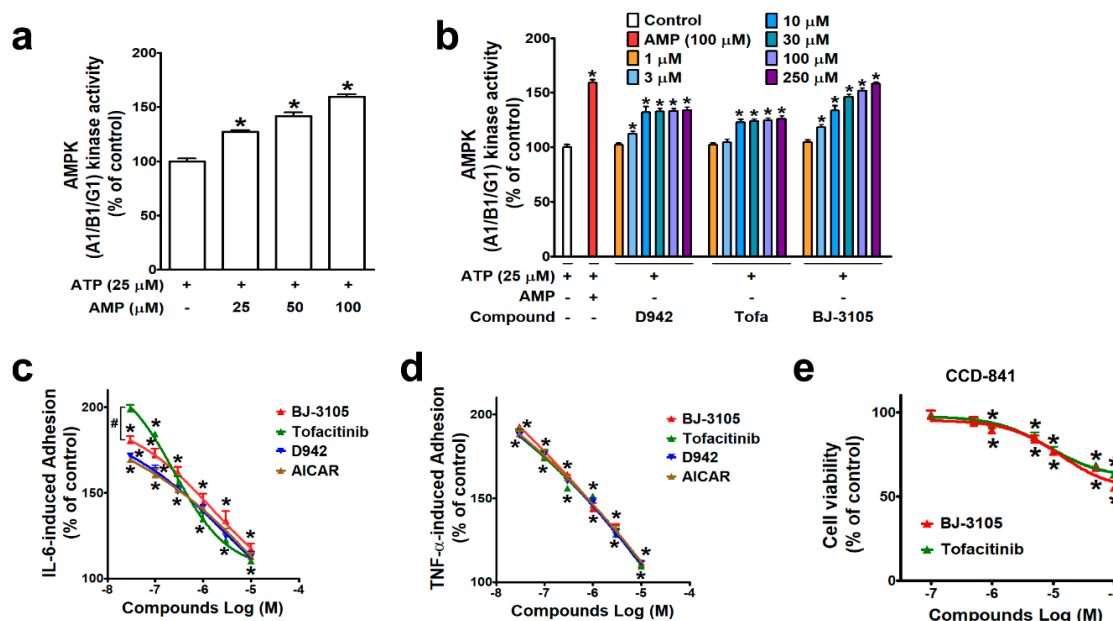 a
AMPK
(A1/B1/G1) kinase activity
(% of control)
200
150
100
50
0
*
*
*
ATP (25 μM) + + + +
AMP (μM) - 25 50 100
b
Control
AMP (100 μM)
1 μM
3 μM
10 μM
30 μM
100 μM
250 μM
AMPK
(A1/B1/G1) kinase activity
(% of control)
200
150
100
50
0
* * * * * * * * * * * * * * *
ATP (25 μM) + + + + +
AMP - + - - -
Compound - - D942 Tofa BJ-3105
c
IL-6-induced Adhesion
(% of control)
200
150
100
#
* * * * * * * * * * * *
BJ-3105
Tofacitinib
D942
AICAR
-8 -7 -6 -5 -4
Compounds Log (M)
d
TNF-α-induced Adhesion
(% of control)
200
150
100
* * * * * * * * * * * *
BJ-3105
Tofacitinib
D942
AICAR
-8 -7 -6 -5 -4
Compounds Log (M)
e
CCD-841
Cell viability
(% of control)
100
50
0
* * * * * * * * * *
BJ-3105
Tofacitinib
-7 -6 -5
Compounds Log (M)